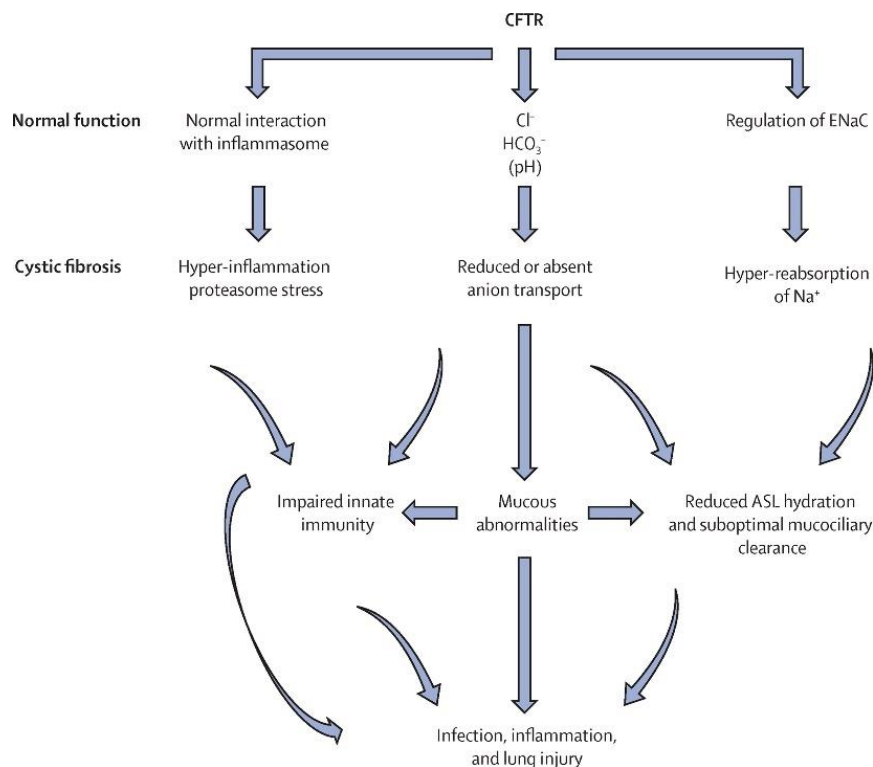 CFTR
Normal function
Normal interaction
with inflammasome
Cl⁻
HCO₃⁻
(pH)
Regulation of ENaC
Cystic fibrosis
Hyper-inflammation
proteasome stress
Reduced or absent
anion transport
Hyper-reabsorption
of Na⁺
Impaired innate
immunity
Mucous
abnormalities
Reduced ASL hydration
and suboptimal mucociliary
clearance
Infection, inflammation,
and lung injury